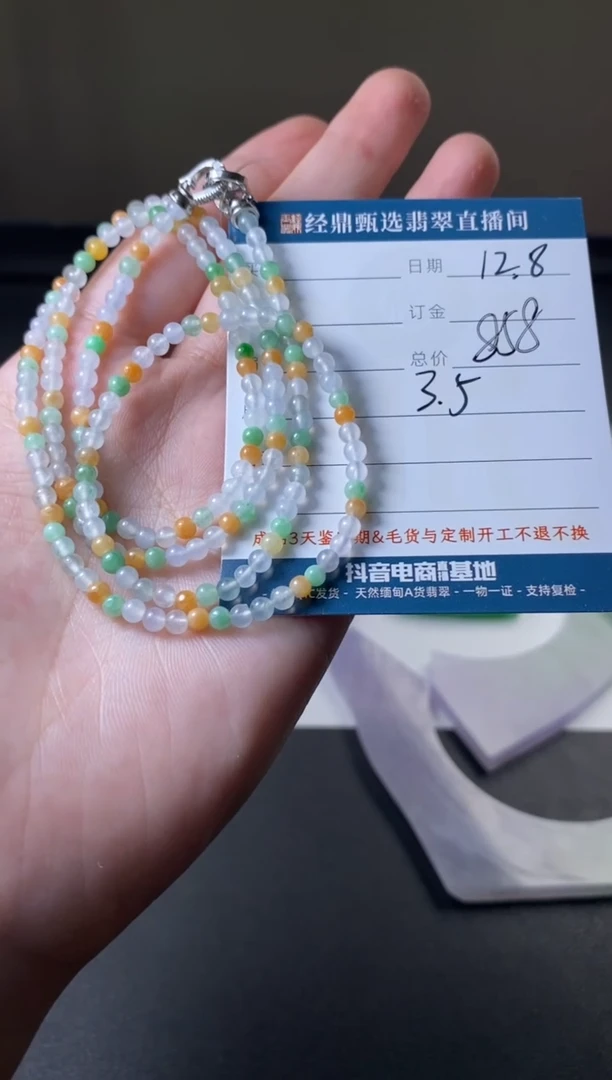 经鼎甄选翡翠直播间
日期 12.8
订金
总价 858
3.5
3天鉴 期&毛货与定制开工不退不换
抖音电商 基地
发货 - 天然缅甸A货翡翠 - 一物一证 - 支持复检 -